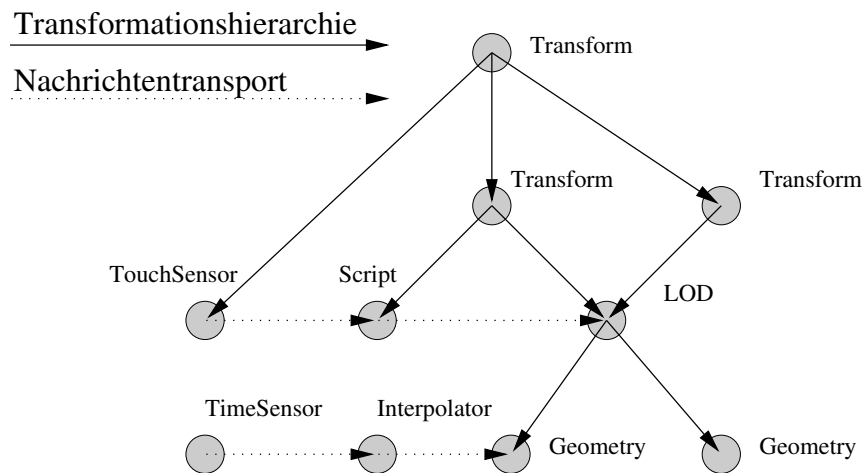 Transformationshierarchie
Transform
Nachrichtentransport
Transform
Transform
TouchSensor
Script
LOD
TimeSensor
Interpolator
Geometry
Geometry